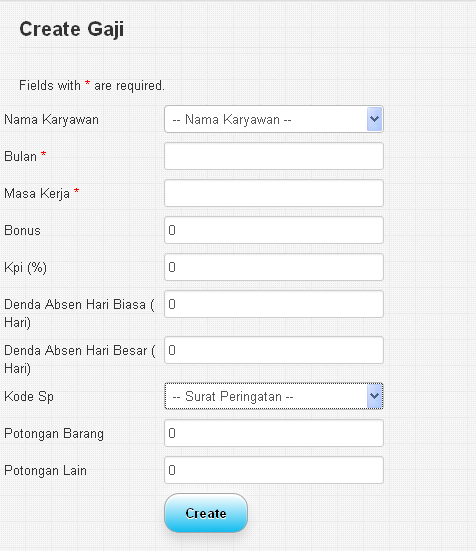 Create Gaji
Fields with * are required.
Nama Karyawan
-- Nama Karyawan --
Bulan *
Masa Kerja *
Bonus
0
Kpi (%)
0
Denda Absen Hari Biasa (
Hari)
0
Denda Absen Hari Besar (
Hari)
0
Kode Sp
-- Surat Peringatan --
Potongan Barang
0
Potongan Lain
0
Create